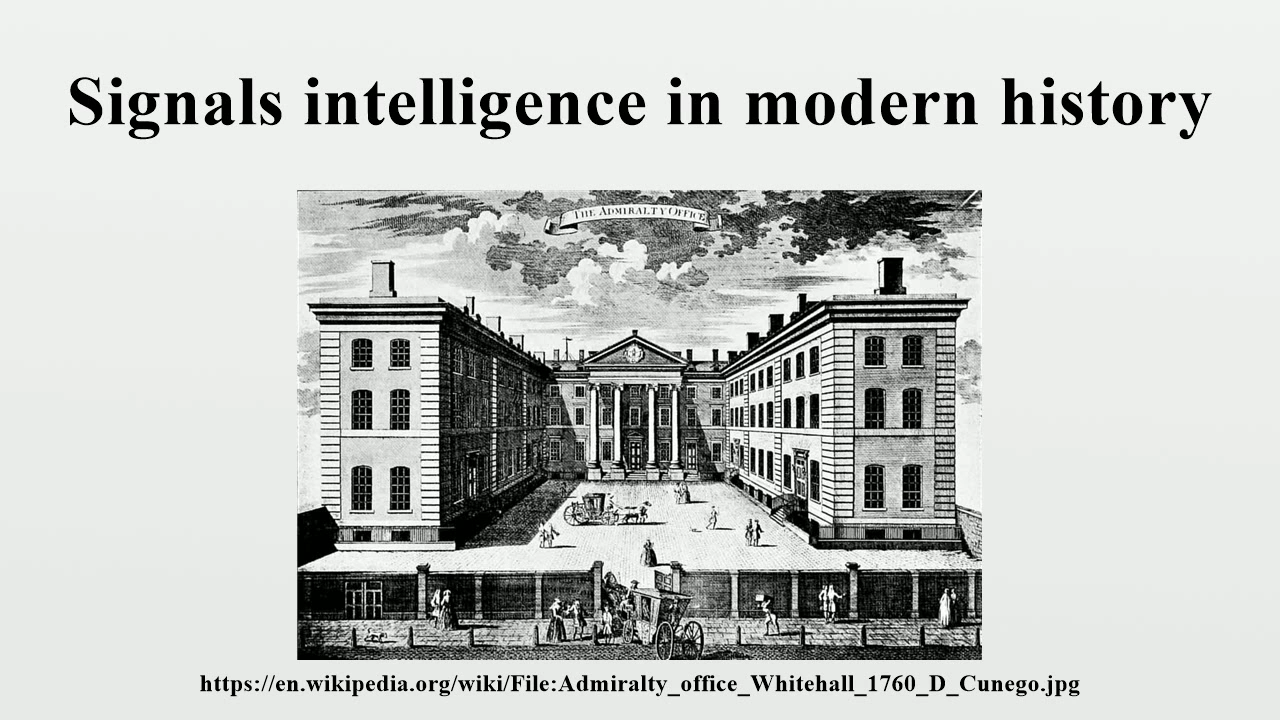 Signals intelligence in modern history
THE ADMIRALTY OFFICE
https://en.wikipedia.org/wiki/File:Admiralty_office_Whitehall_1760_D_Cunego.jpg